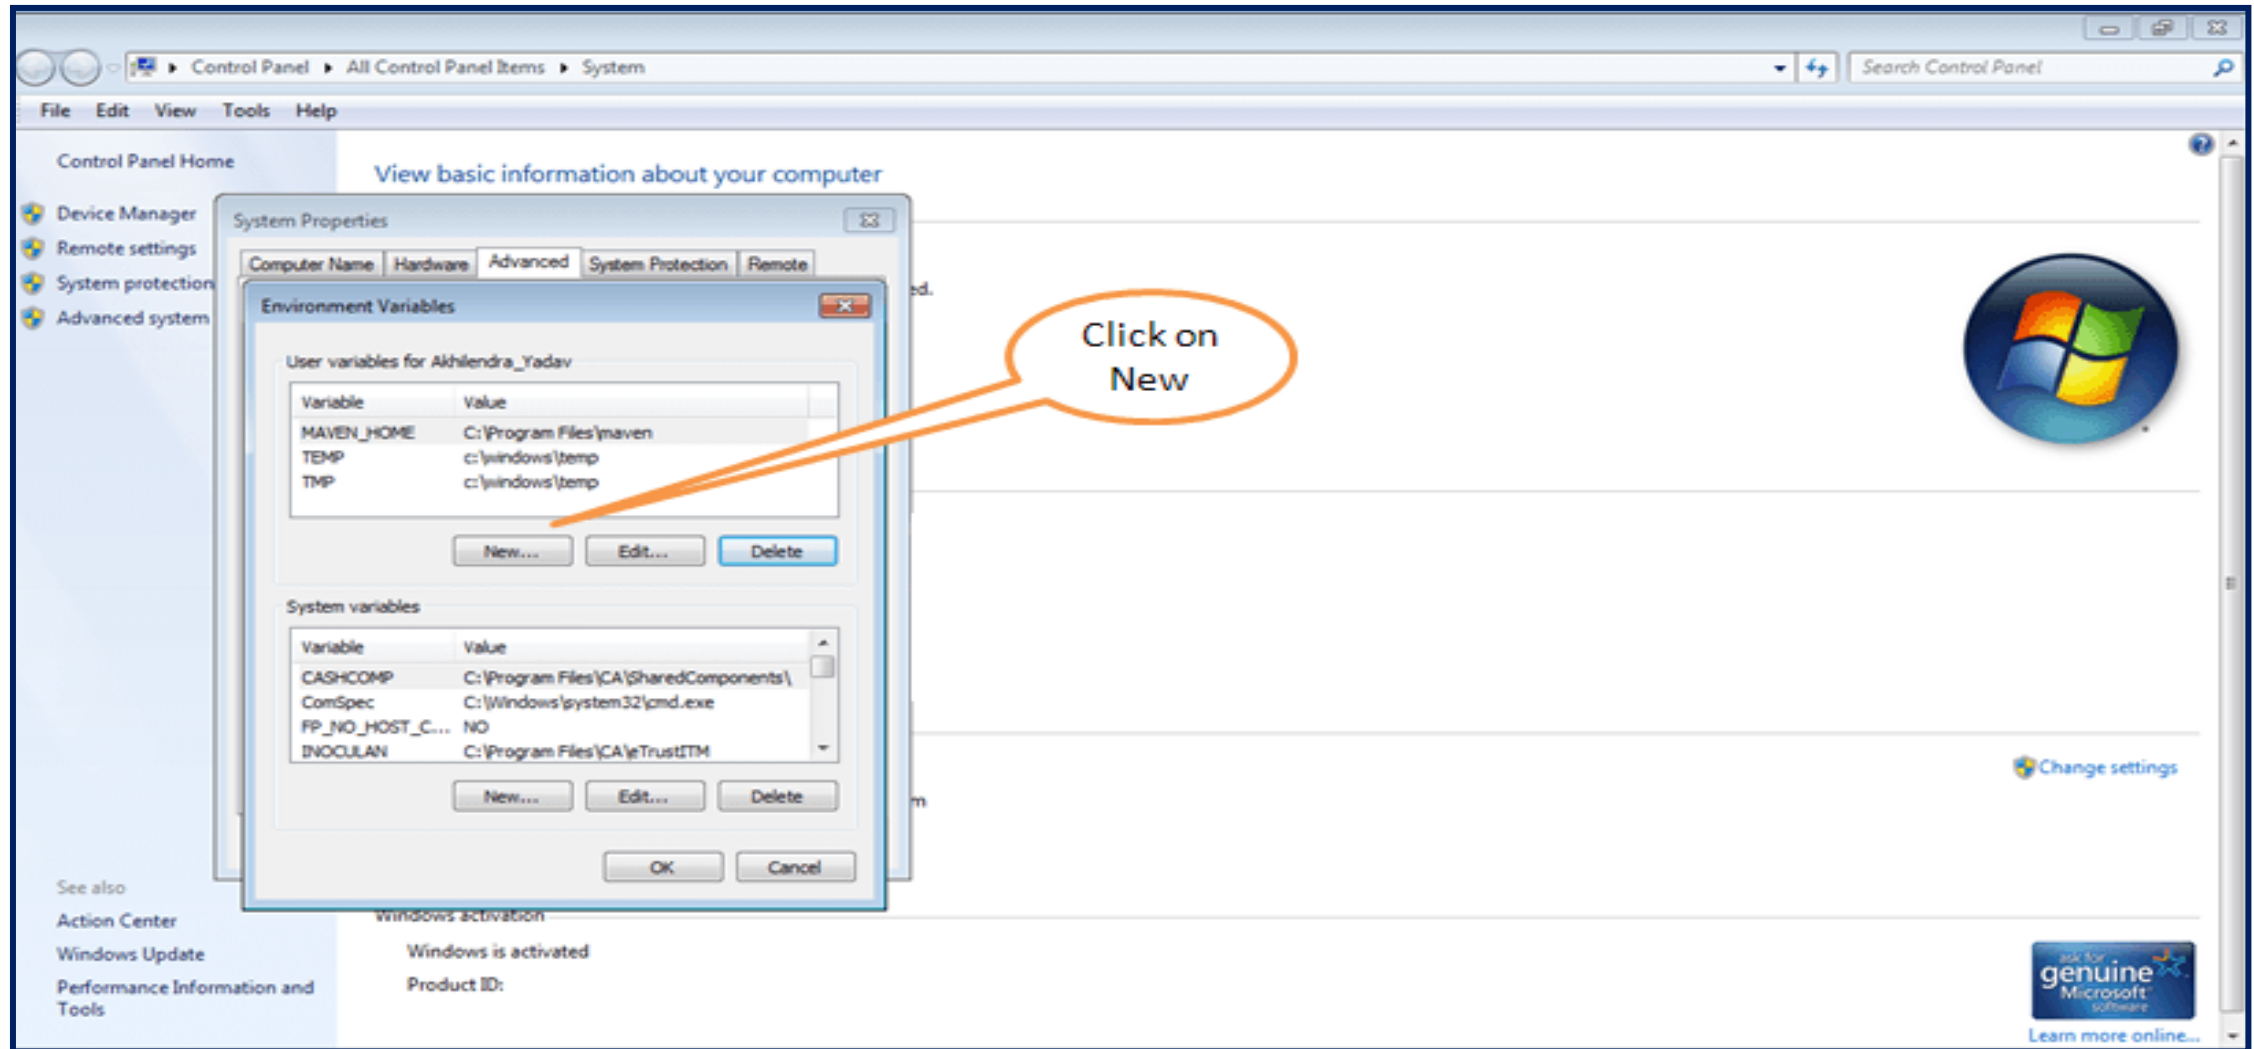 Control Panel ▸ All Control Panel Items ▸ System
Search Control Panel
File Edit View Tools Help
Control Panel Home
Device Manager
Remote settings
System protection
Advanced system
View basic information about your computer
System Properties
Computer Name Hardware Advanced System Protection Remote
ed.
Environment Variables
User variables for Akhilendra_Yadav
Variable Value
MAVEN_HOME C:\Program Files\maven
TEMP c:\windows\temp
TMP c:\windows\temp
New... Edit... Delete
Click on
New
System variables
Variable Value
CASHCOMP C:\Program Files\CA\SharedComponents\
ComSpec C:\Windows\system32\cmd.exe
FP_NO_HOST_C... NO
INOCULAN C:\Program Files\CA\eTrustITM
New... Edit... Delete
OK Cancel
m
Change settings
See also
Action Center
Windows Update
Performance Information and
Tools
Windows activation
Windows is activated
Product ID:
ask for
genuine
Microsoft
software
Learn more online...